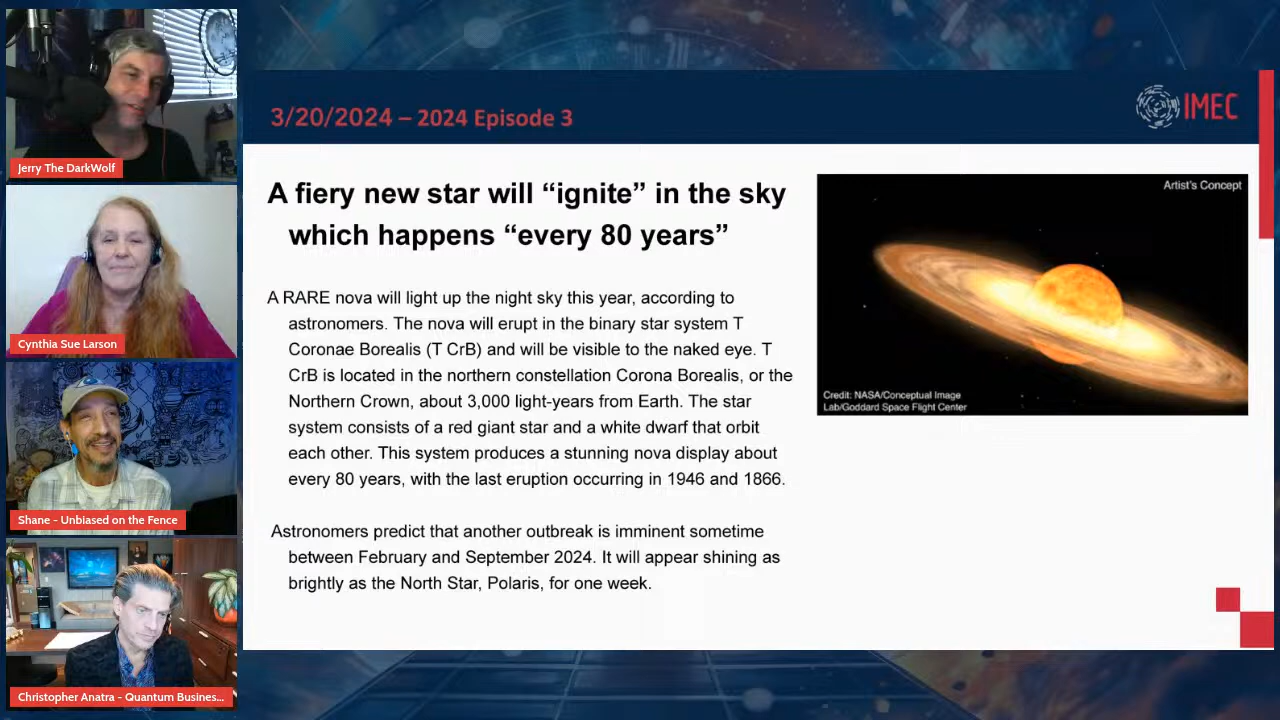 Jerry The DarkWolf
Cynthia Sue Larson
Shane - Unbiased on the Fence
Christopher Anatra - Quantum Busines...
3/20/2024 – 2024 Episode 3
IMEC
A fiery new star will “ignite” in the sky
which happens “every 80 years”
A RARE nova will light up the night sky this year, according to
astronomers. The nova will erupt in the binary star system T
Coronae Borealis (T CrB) and will be visible to the naked eye. T
CrB is located in the northern constellation Corona Borealis, or the
Northern Crown, about 3,000 light-years from Earth. The star
system consists of a red giant star and a white dwarf that orbit
each other. This system produces a stunning nova display about
every 80 years, with the last eruption occurring in 1946 and 1866.
Astronomers predict that another outbreak is imminent sometime
between February and September 2024. It will appear shining as
brightly as the North Star, Polaris, for one week.
Artist's Concept
Credit: NASA/Conceptual Image
Lab/Goddard Space Flight Center